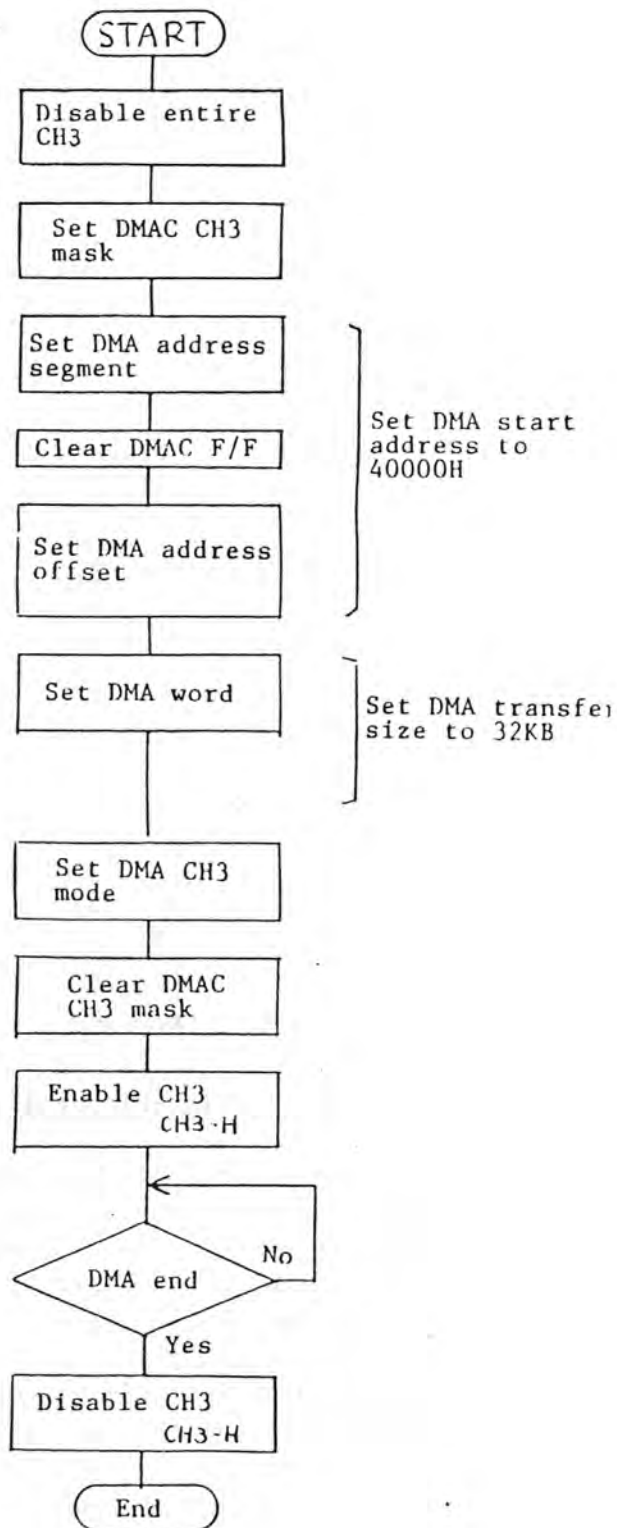 START
Disable entire
CH3
Set DMAC CH3
mask
Set DMA address
segment
Clear DMAC F/F
Set DMA address
offset
Set DMA start
address to
40000H
Set DMA word
Set DMA transfer
size to 32KB
Set DMA CH3
mode
Clear DMAC
CH3 mask
Enable CH3
CH3-H
No
DMA end
Yes
Disable CH3
CH3-H
End